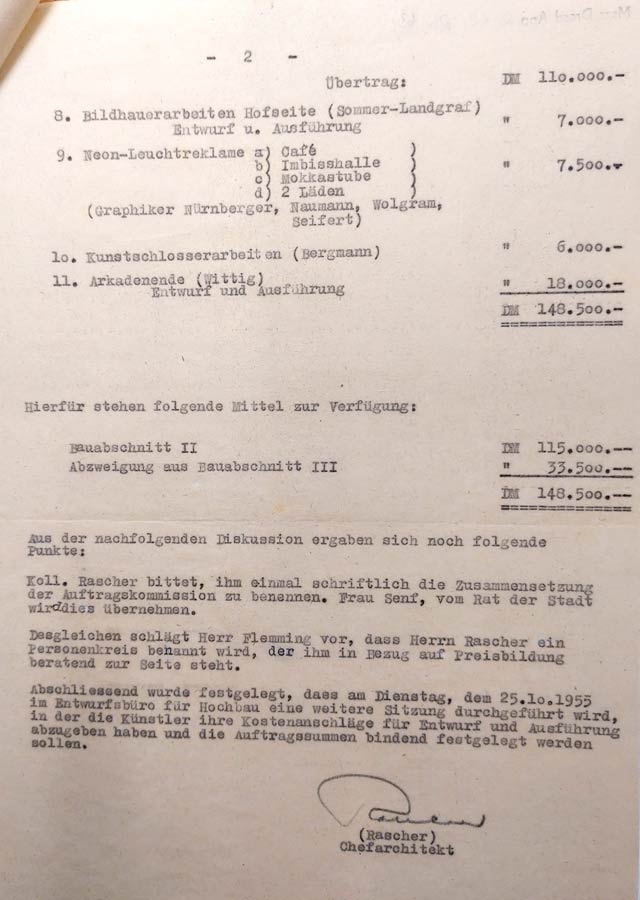 - 2 -
Übertrag: DM 110.000.-
8. Bildhauerarbeiten Hofseite (Sommer-Landgraf)
Entwurf u. Ausführung " 7.000.-
9. Neon-Leuchtreklame a) Café )
b) Imbisshalle ) " 7.500.-
c) Mokkastube )
d) 2 Läden )
(Graphiker Nürnberger, Naumann, Wolgram,
Seifert)
lo. Kunstschlosserarbeiten (Bergmann) " 6.000.-
11. Arkadenende (Wittig)
Entwurf und Ausführung " 18.000.-
DM 148.500.-
Hierfür stehen folgende Mittel zur Verfügung:
Bauabschnitt II DM 115.000.--
Abzweigung aus Bauabschnitt III " 33.500.--
DM 148.500.--
Aus der nachfolgenden Diskussion ergaben sich noch folgende
Punkte:
Koll. Rascher bittet, ihm einmal schriftlich die Zusammensetzung
der Auftragskommission zu benennen. Frau Senf, vom Rat der Stadt
wird dies übernehmen.
Desgleichen schlägt Herr Flemming vor, dass Herrn Rascher ein
Personenkreis benannt wird, der ihm in Bezug auf Preisbildung
beratend zur Seite steht.
Abschliessend wurde festgelegt, dass am Dienstag, dem 25.1o.1955
im Entwurfsbüro für Hochbau eine weitere Sitzung durchgeführt wird,
in der die Künstler ihre Kostenanschläge für Entwurf und Ausführung
abzugeben haben und die Auftragssummen bindend festgelegt werden
sollen.
Rascher
(Rascher)
Chefarchitekt